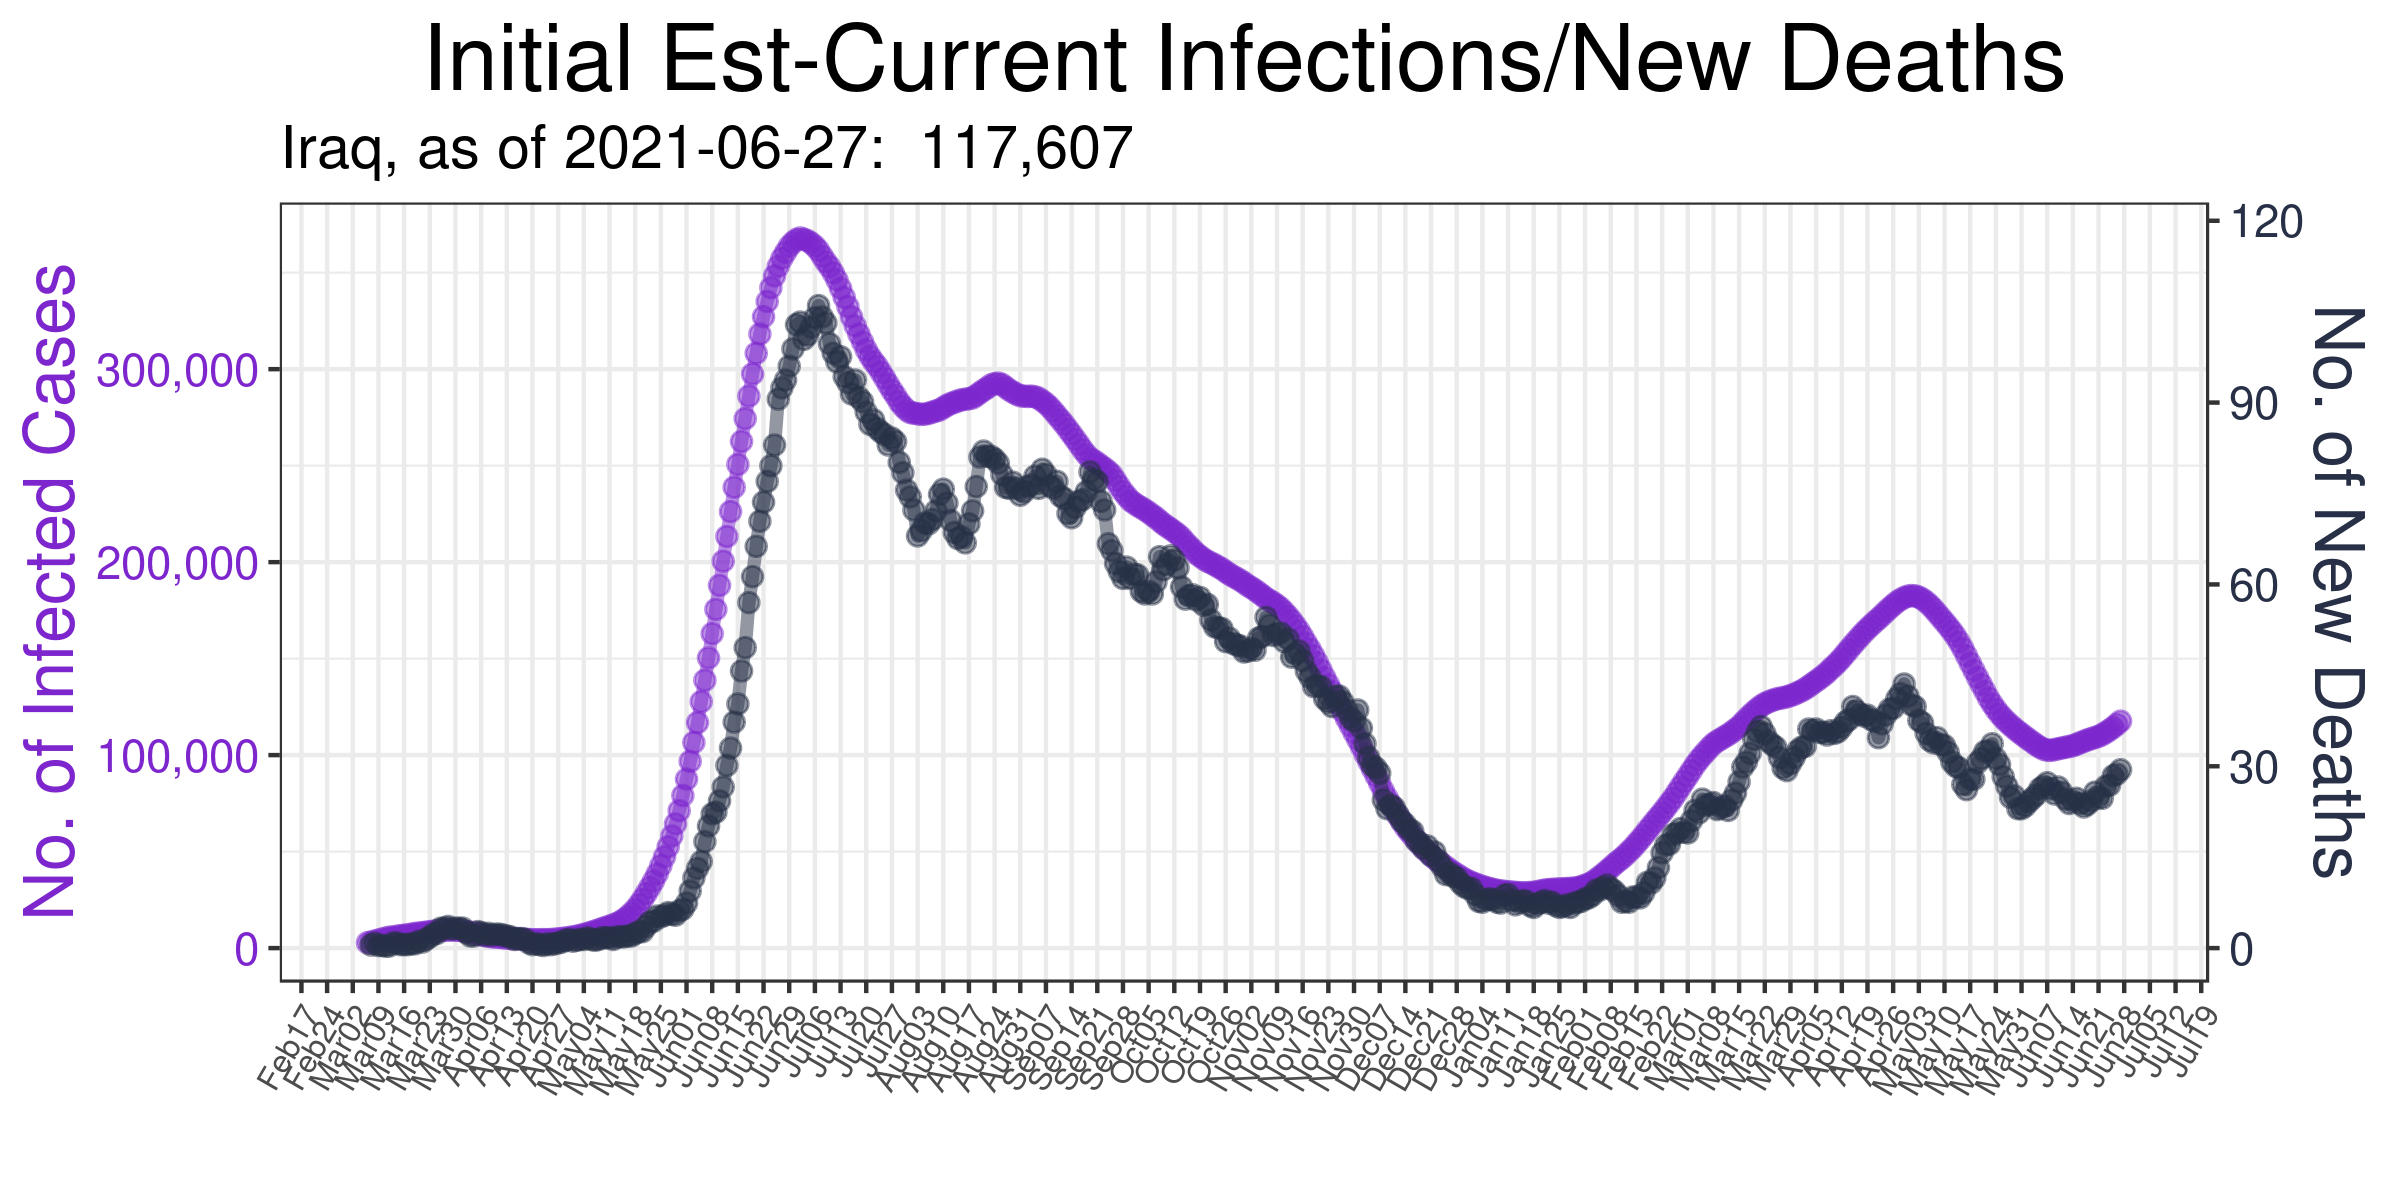 Initial Est-Current Infections/New Deaths
Iraq, as of 2021-06-27:  117,607
No. of Infected Cases
300,000
200,000
100,000
0
120
90
60
30
0
No. of New Deaths
Feb17
Feb24
Mar02
Mar09
Mar16
Mar23
Mar30
Apr06
Apr13
Apr20
Apr27
May04
May11
May18
May25
Jun01
Jun08
Jun15
Jun22
Jun29
Jul06
Jul13
Jul20
Jul27
Aug03
Aug10
Aug17
Aug24
Aug31
Sep07
Sep14
Sep21
Sep28
Oct05
Oct12
Oct19
Oct26
Nov02
Nov09
Nov16
Nov23
Nov30
Dec07
Dec14
Dec21
Dec28
Jan04
Jan11
Jan18
Jan25
Feb01
Feb08
Feb15
Feb22
Mar01
Mar08
Mar15
Mar22
Mar29
Apr05
Apr12
Apr19
Apr26
May03
May10
May17
May24
May31
Jun07
Jun14
Jun21
Jun28
Jul05
Jul12
Jul19